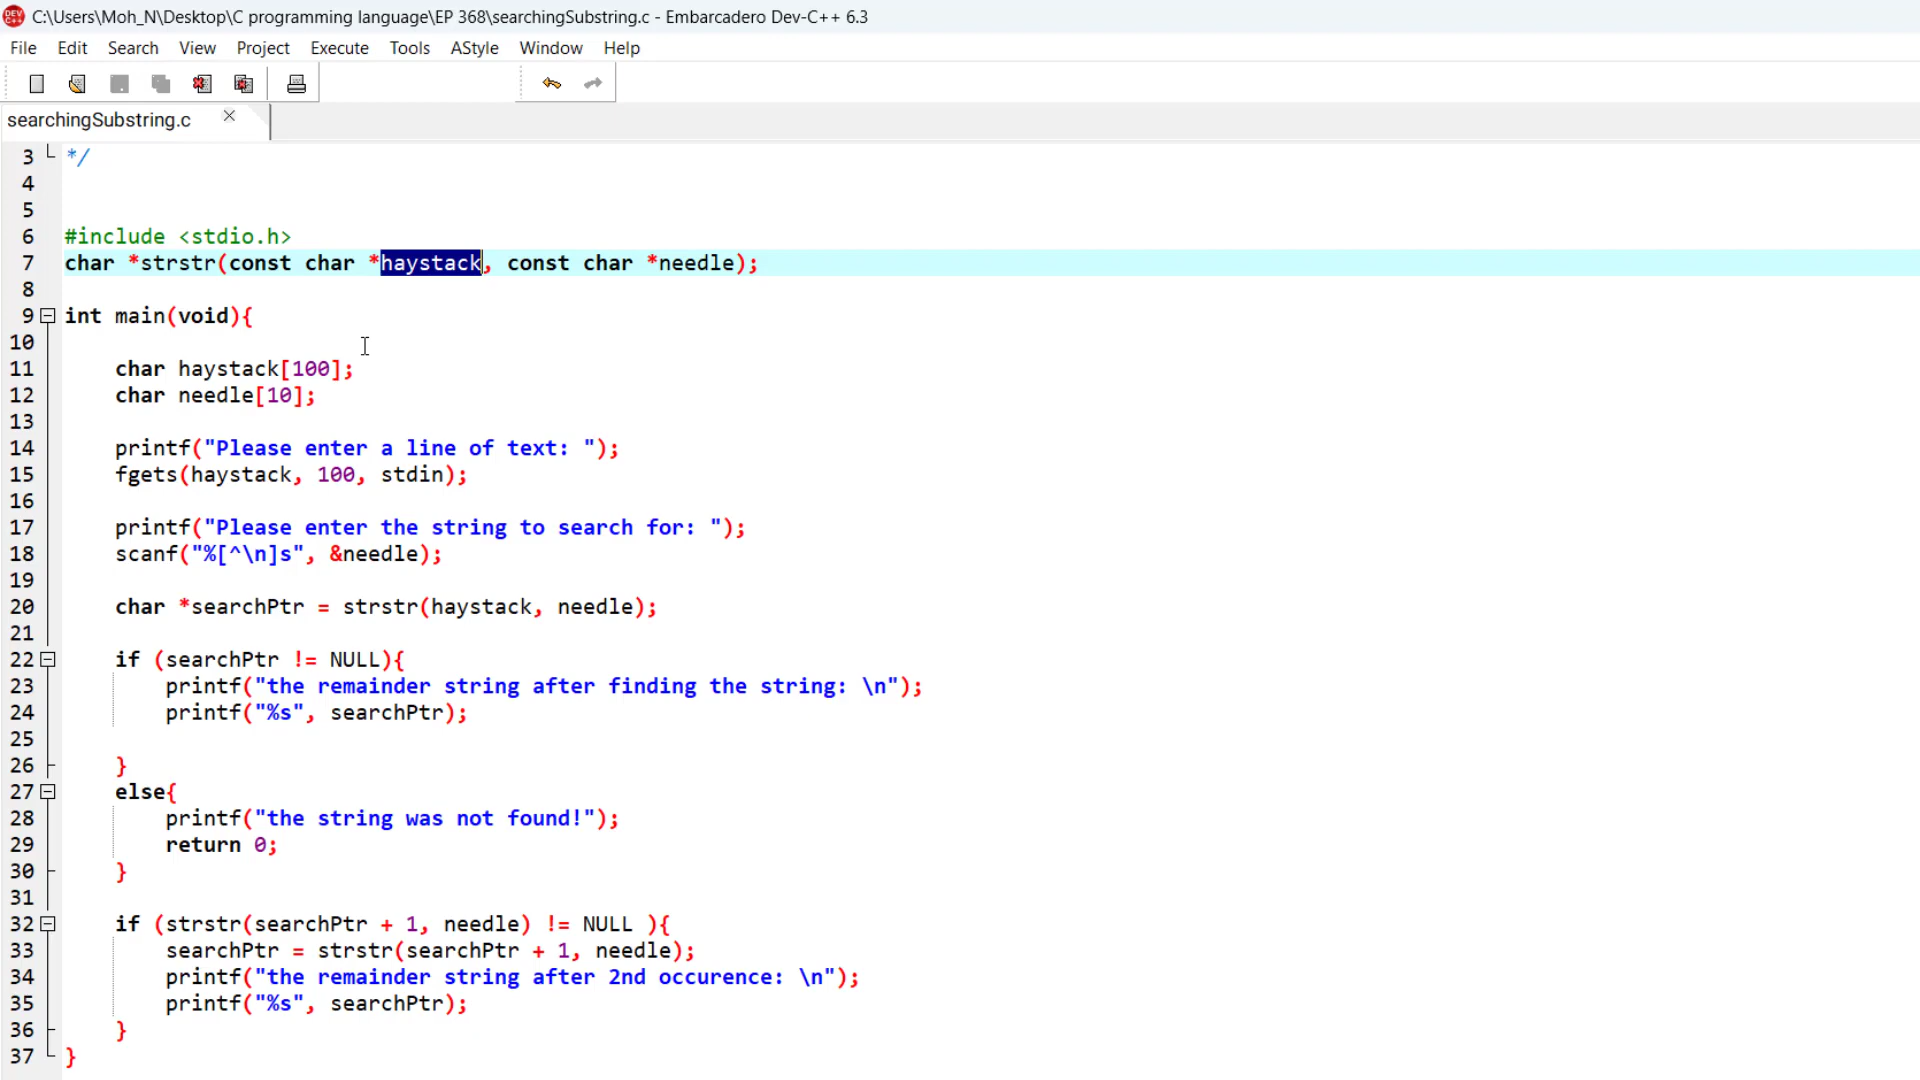 C:\Users\Moh_N\Desktop\C programming language\EP 368\searchingSubstring.c - Embarcadero Dev-C++ 6.3
File Edit Search View Project Execute Tools AStyle Window Help
searchingSubstring.c
3 */
4
5
6 #include <stdio.h>
7 char *strstr(const char *haystack, const char *needle);
8
9 int main(void){
10
11 char haystack[100];
12 char needle[10];
13
14 printf("Please enter a line of text: ");
15 fgets(haystack, 100, stdin);
16
17 printf("Please enter the string to search for: ");
18 scanf("%[^\n]s", &needle);
19
20 char *searchPtr = strstr(haystack, needle);
21
22 if (searchPtr != NULL){
23 printf("the remainder string after finding the string: \n");
24 printf("%s", searchPtr);
25
26 }
27 else{
28 printf("the string was not found!");
29 return 0;
30 }
31
32 if (strstr(searchPtr + 1, needle) != NULL ){
33 searchPtr = strstr(searchPtr + 1, needle);
34 printf("the remainder string after 2nd occurence: \n");
35 printf("%s", searchPtr);
36 }
37 }